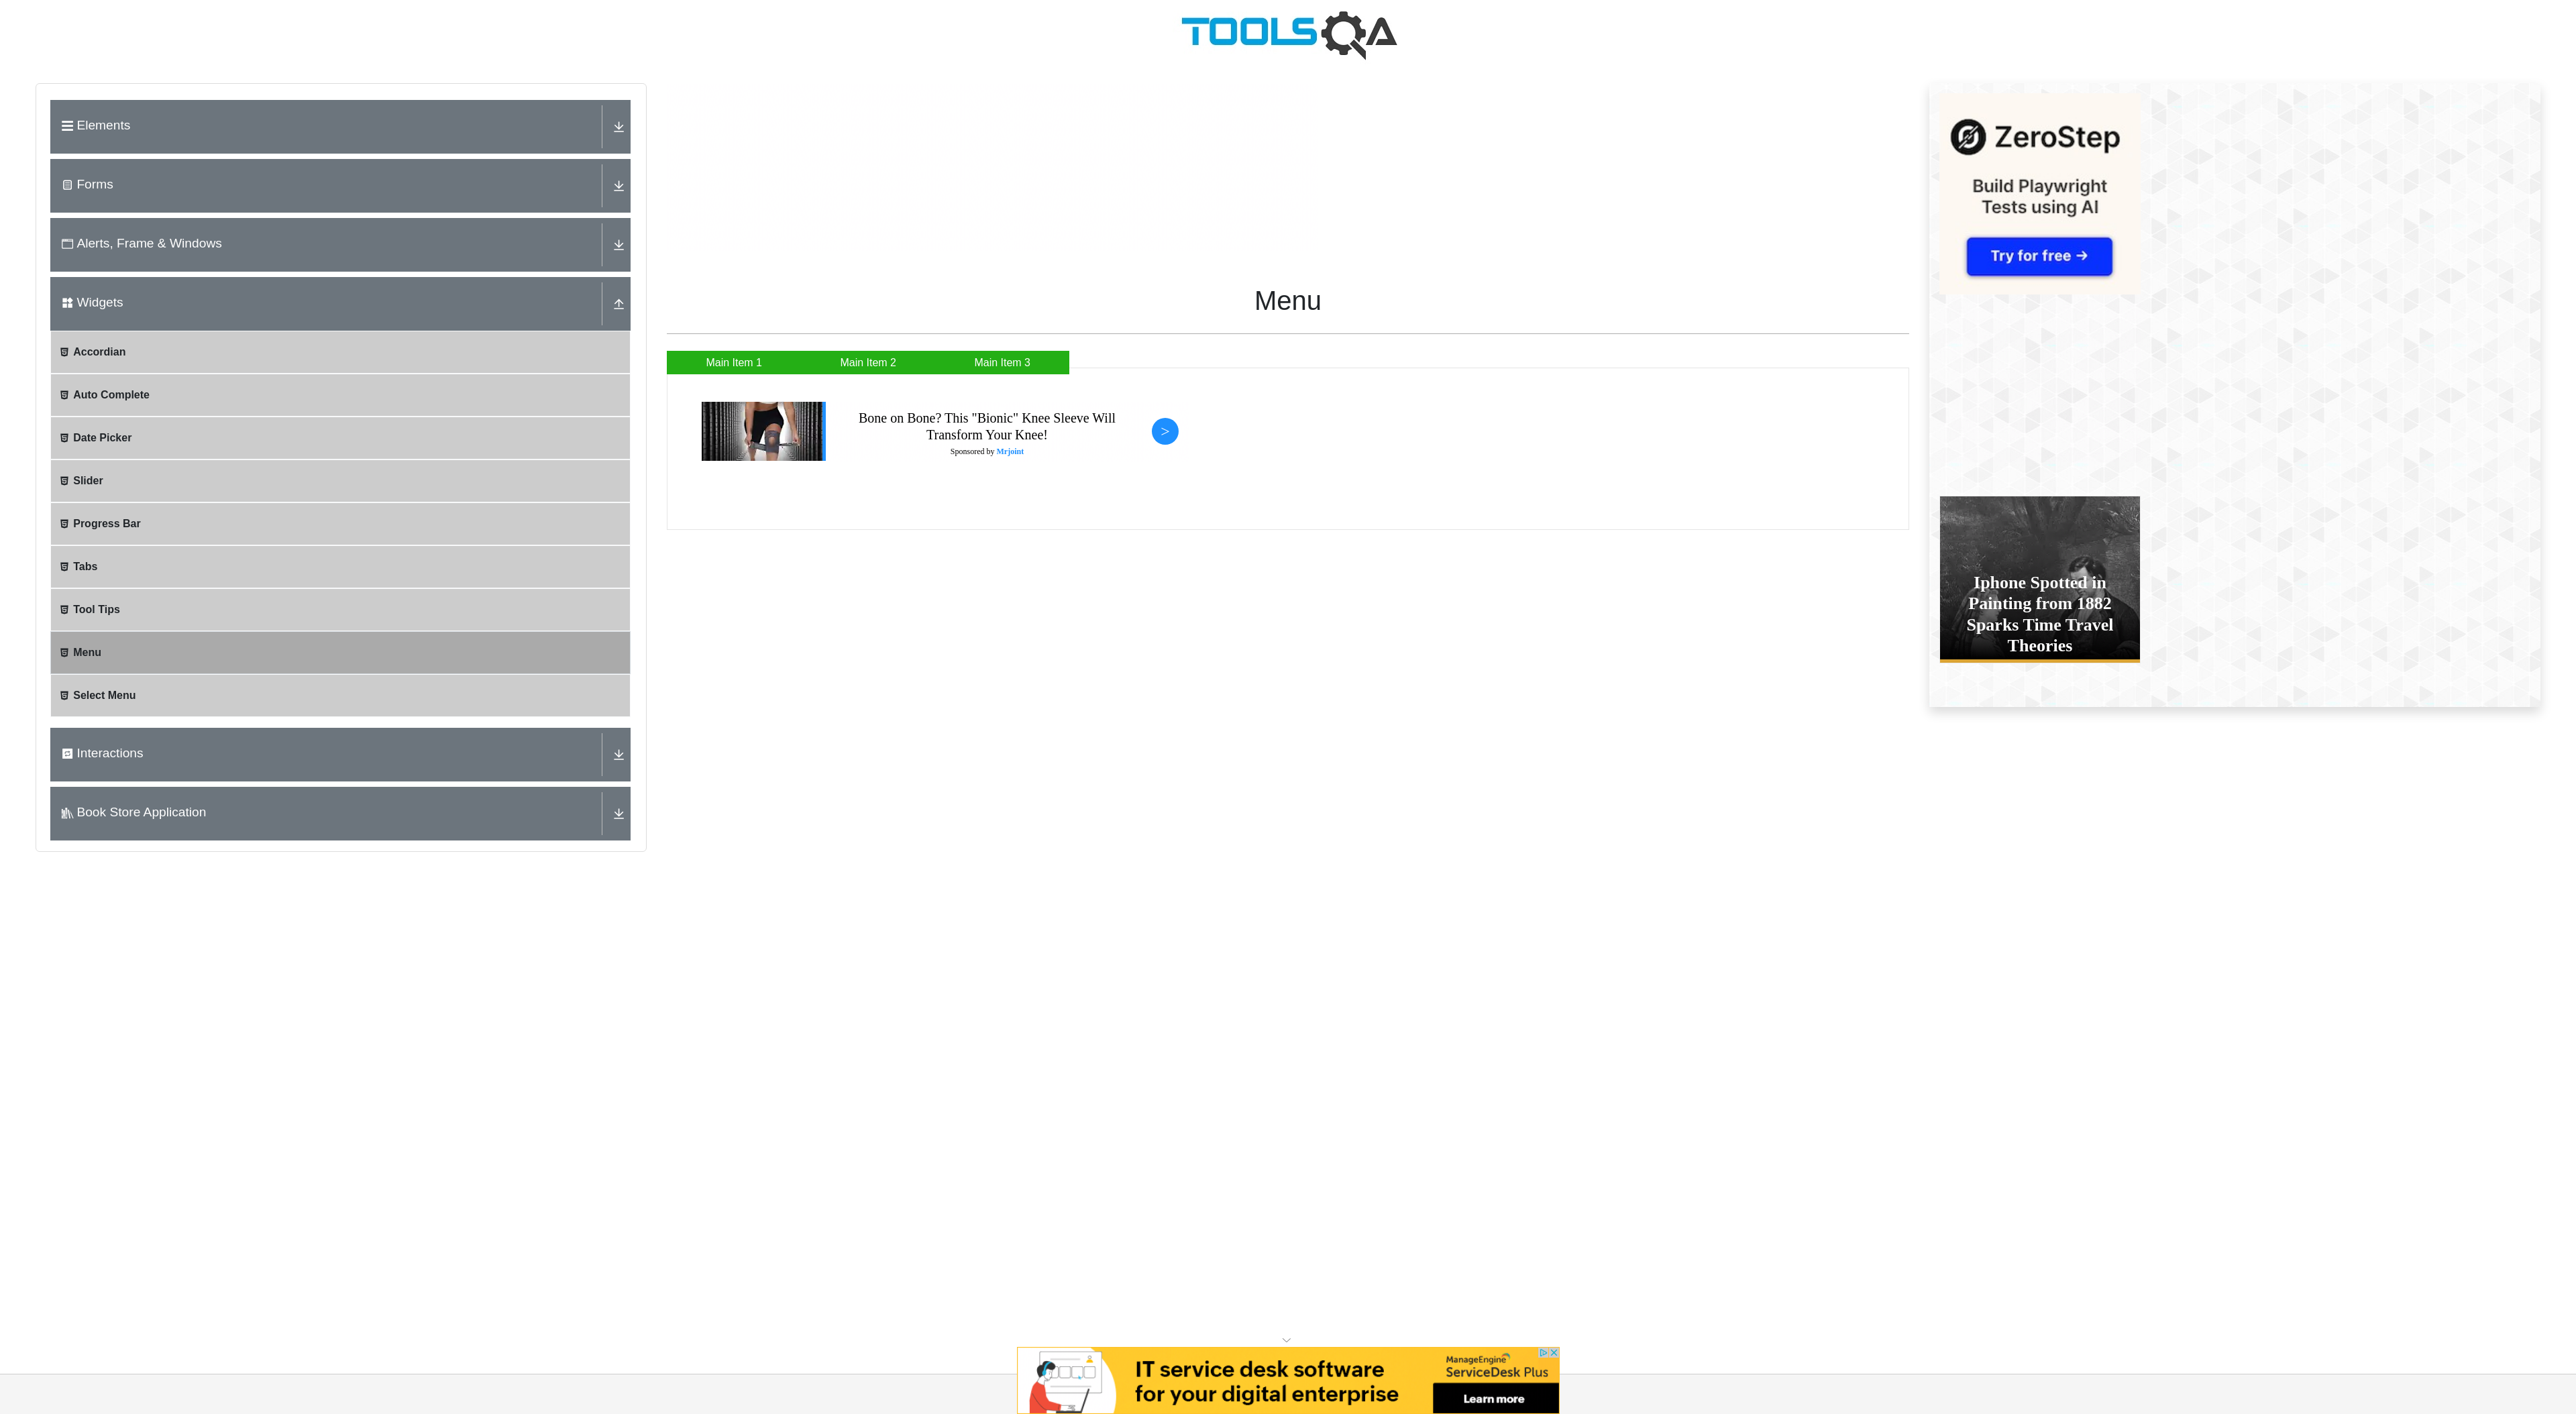 TOOLSQA
Elements
Forms
Alerts, Frame & Windows
Widgets
Accordian
Auto Complete
Date Picker
Slider
Progress Bar
Tabs
Tool Tips
Menu
Select Menu
Interactions
Book Store Application
Menu
Main Item 1
Main Item 2
Main Item 3
Bone on Bone? This "Bionic" Knee Sleeve Will
Transform Your Knee!
Sponsored by Mrjoint
>
ZeroStep
Build Playwright
Tests using AI
Try for free →
Iphone Spotted in
Painting from 1882
Sparks Time Travel
Theories
IT service desk software
for your digital enterprise
ManageEngine
ServiceDesk Plus
Learn more